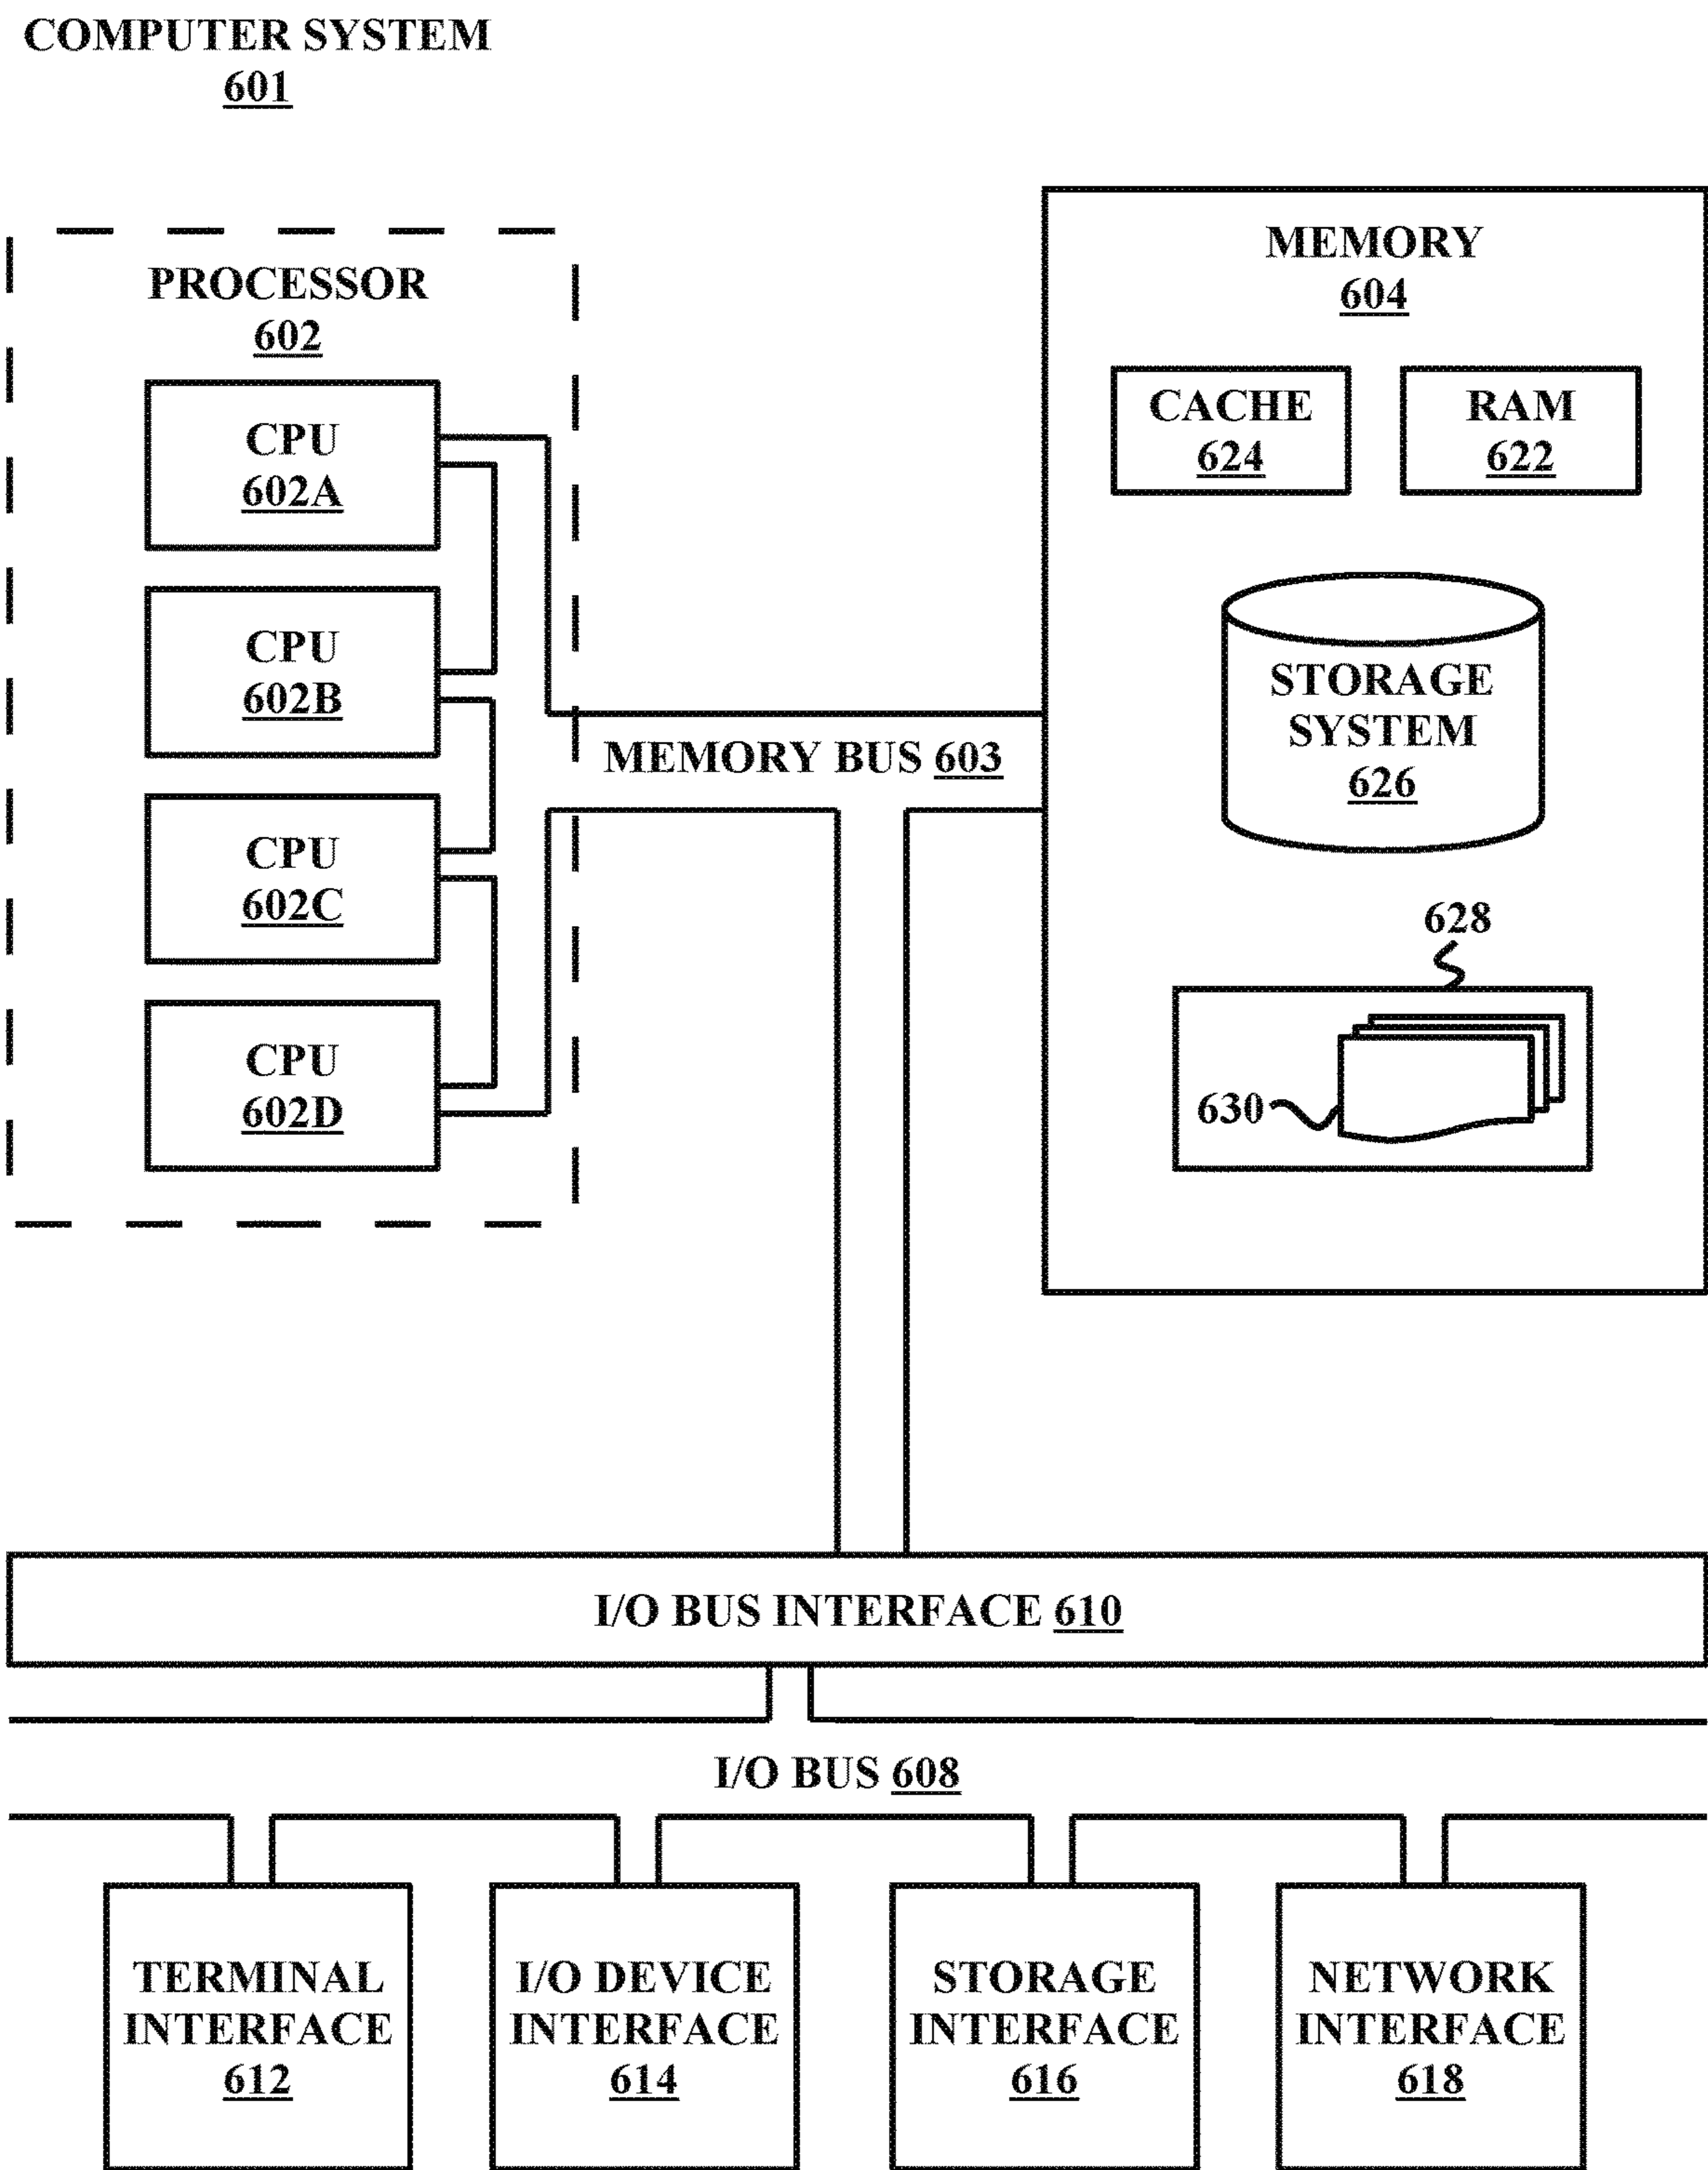 COMPUTER SYSTEM
601
PROCESSOR
602
CPU
602A
CPU
602B
CPU
602C
CPU
602D
MEMORY BUS 603
MEMORY
604
CACHE
624
RAM
622
STORAGE
SYSTEM
626
628
630
I/O BUS INTERFACE 610
I/O BUS 608
TERMINAL
INTERFACE
612
I/O DEVICE
INTERFACE
614
STORAGE
INTERFACE
616
NETWORK
INTERFACE
618